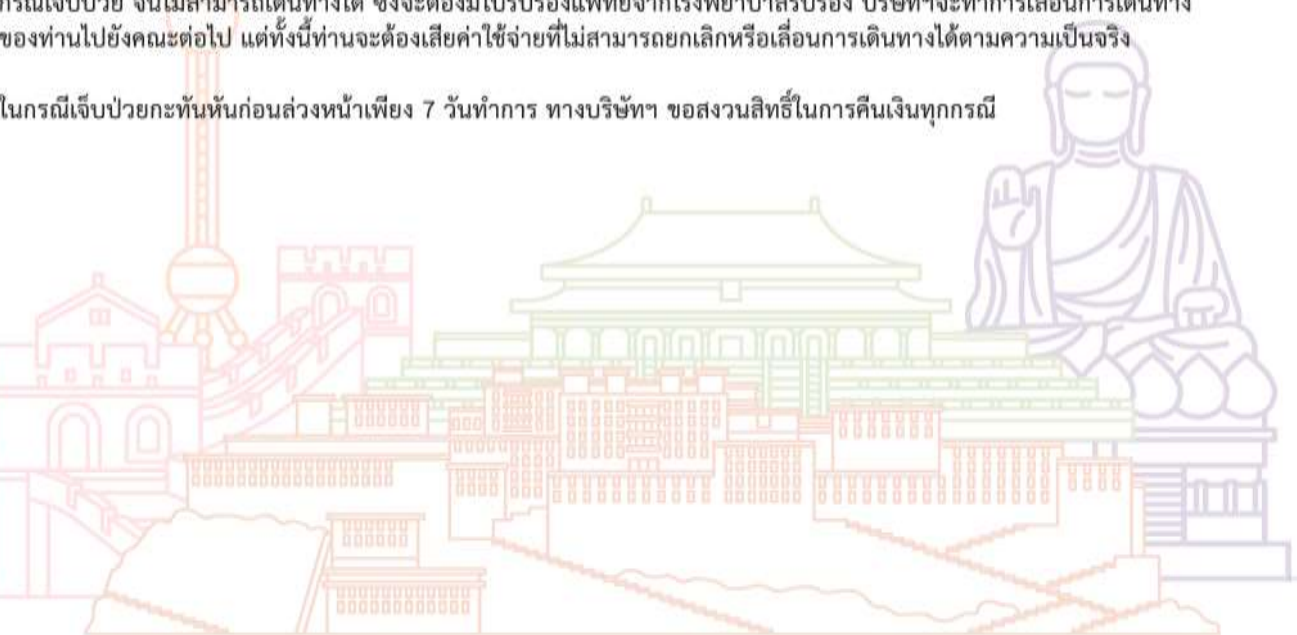 กรณีเจ็บป่วย จนไม่สามารถเดินทางได้ ซึ่งจะต้องมีใบรับรองแพทย์จากโรงพยาบาลรับรอง บริษัทฯจะทำการเลื่อนการเดินทาง
ของท่านไปยังคณะต่อไป แต่ทั้งนี้ท่านจะต้องเสียค่าใช้จ่ายที่ไม่สามารถยกเลิกหรือเลื่อนการเดินทางได้ตามความเป็นจริง
ในกรณีเจ็บป่วยกะทันหันก่อนล่วงหน้าเพียง 7 วันทำการ ทางบริษัทฯ ขอสงวนสิทธิ์ในการคืนเงินทุกกรณี